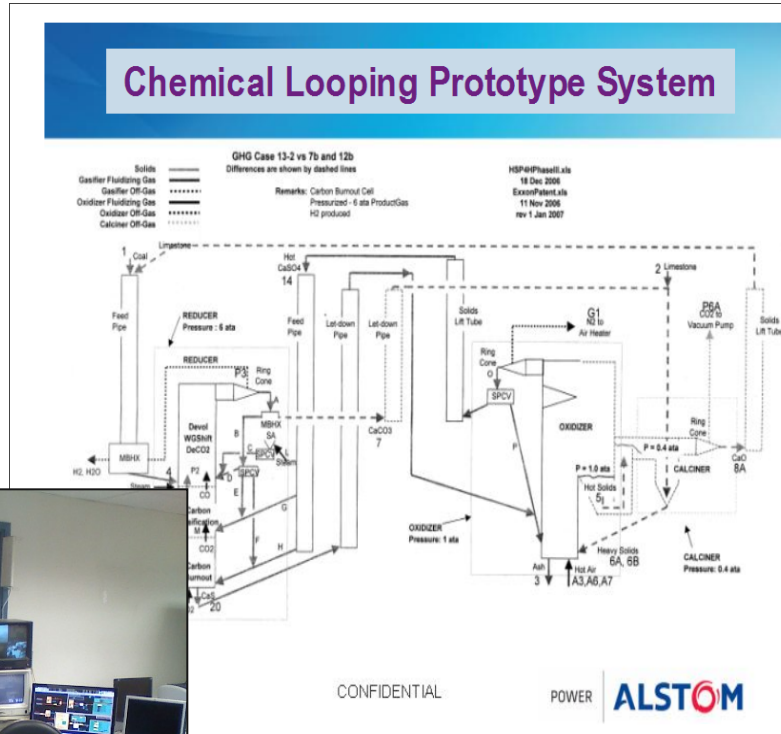 Chemical Looping Prototype System
GHG Case 13-2 vs 7b and 12b
Differences are shown by dashed lines
Solids
Gasifier Fluidizing Gas
Gasifier Off-Gas
Oxidizer Fluidizing Gas
Oxidizer Off-Gas
Calciner Off-Gas
Remarks: Carbon Burnout Cell
Pressurized - 6 ata ProductGas
H2 produced
HSP4HPhaseIII.xls
18 Dec 2006
ExxonPatent.xls
11 Nov 2006
rev 1 Jan 2007
1
Coal
Limestone
Hot
CaSO4
14
2 Limestone
Feed
Pipe
REDUCER
Pressure : 6 ata
REDUCER
P3
Ring
Cone
A
Feed
Pipe
Let-down
Pipe
Let-down
Pipe
Solids
Lift Tube
G1
N2 to
Air Heater
P6A
CO2 to
Vacuum Pump
Solids
Lift Tube
Ring
Cone
O
SPCV
OXIDIZER
P
MBHX
SA
Steam
CaCO3
7
Devol
WGShift
DeCO2
B
C
SPCV
L
D
SPCV
E
F
G
H
MBHX
H2, H2O
Steam
4
P2
CO
Carbon
M
CO2
CaS
20
OXIDIZER
Pressure: 1 ata
P = 1.0 ata
Hot Solids
5
P = 0.4 ata
CALCINER
Ring
Cone
CaO
8A
Heavy Solids
6A, 6B
CALCINER
Pressure: 0.4 ata
Ash
3
Hot Air
A3,A6,A7
CONFIDENTIAL
POWER
ALSTOM